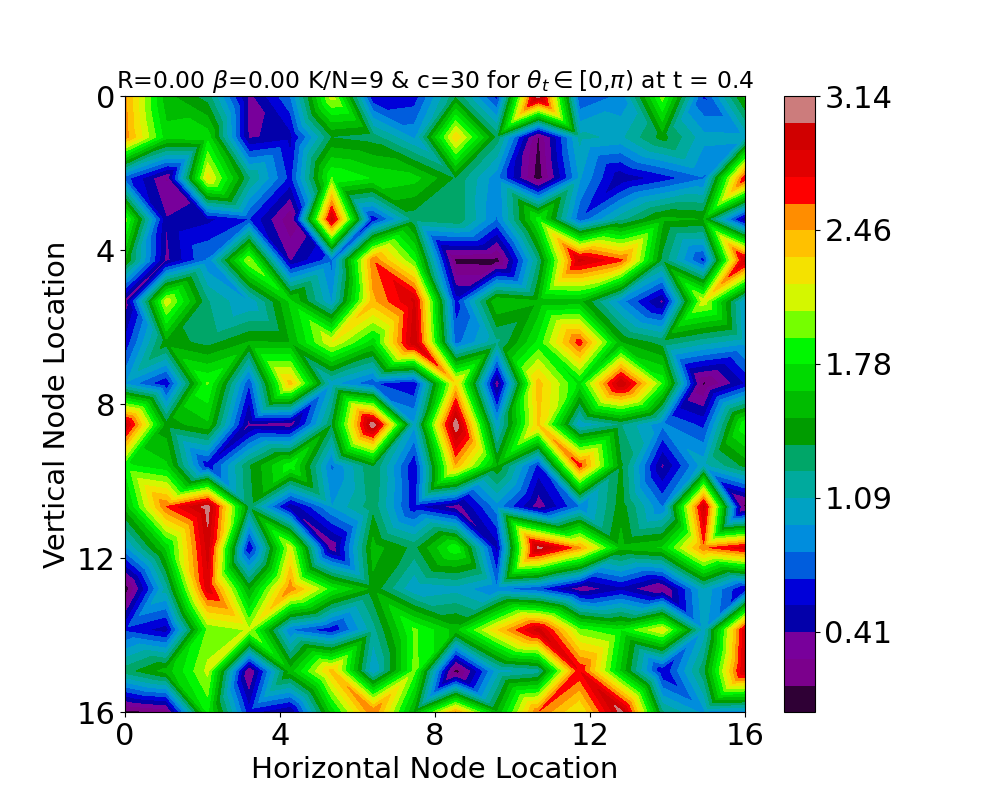 R=0.00 β=0.00 K/N=9 & c=30 for θₜ ∈ [0,π) at t = 0.4
0
4
8
12
16
Vertical Node Location
0 4 8 12 16
Horizontal Node Location
3.14
2.46
1.78
1.09
0.41